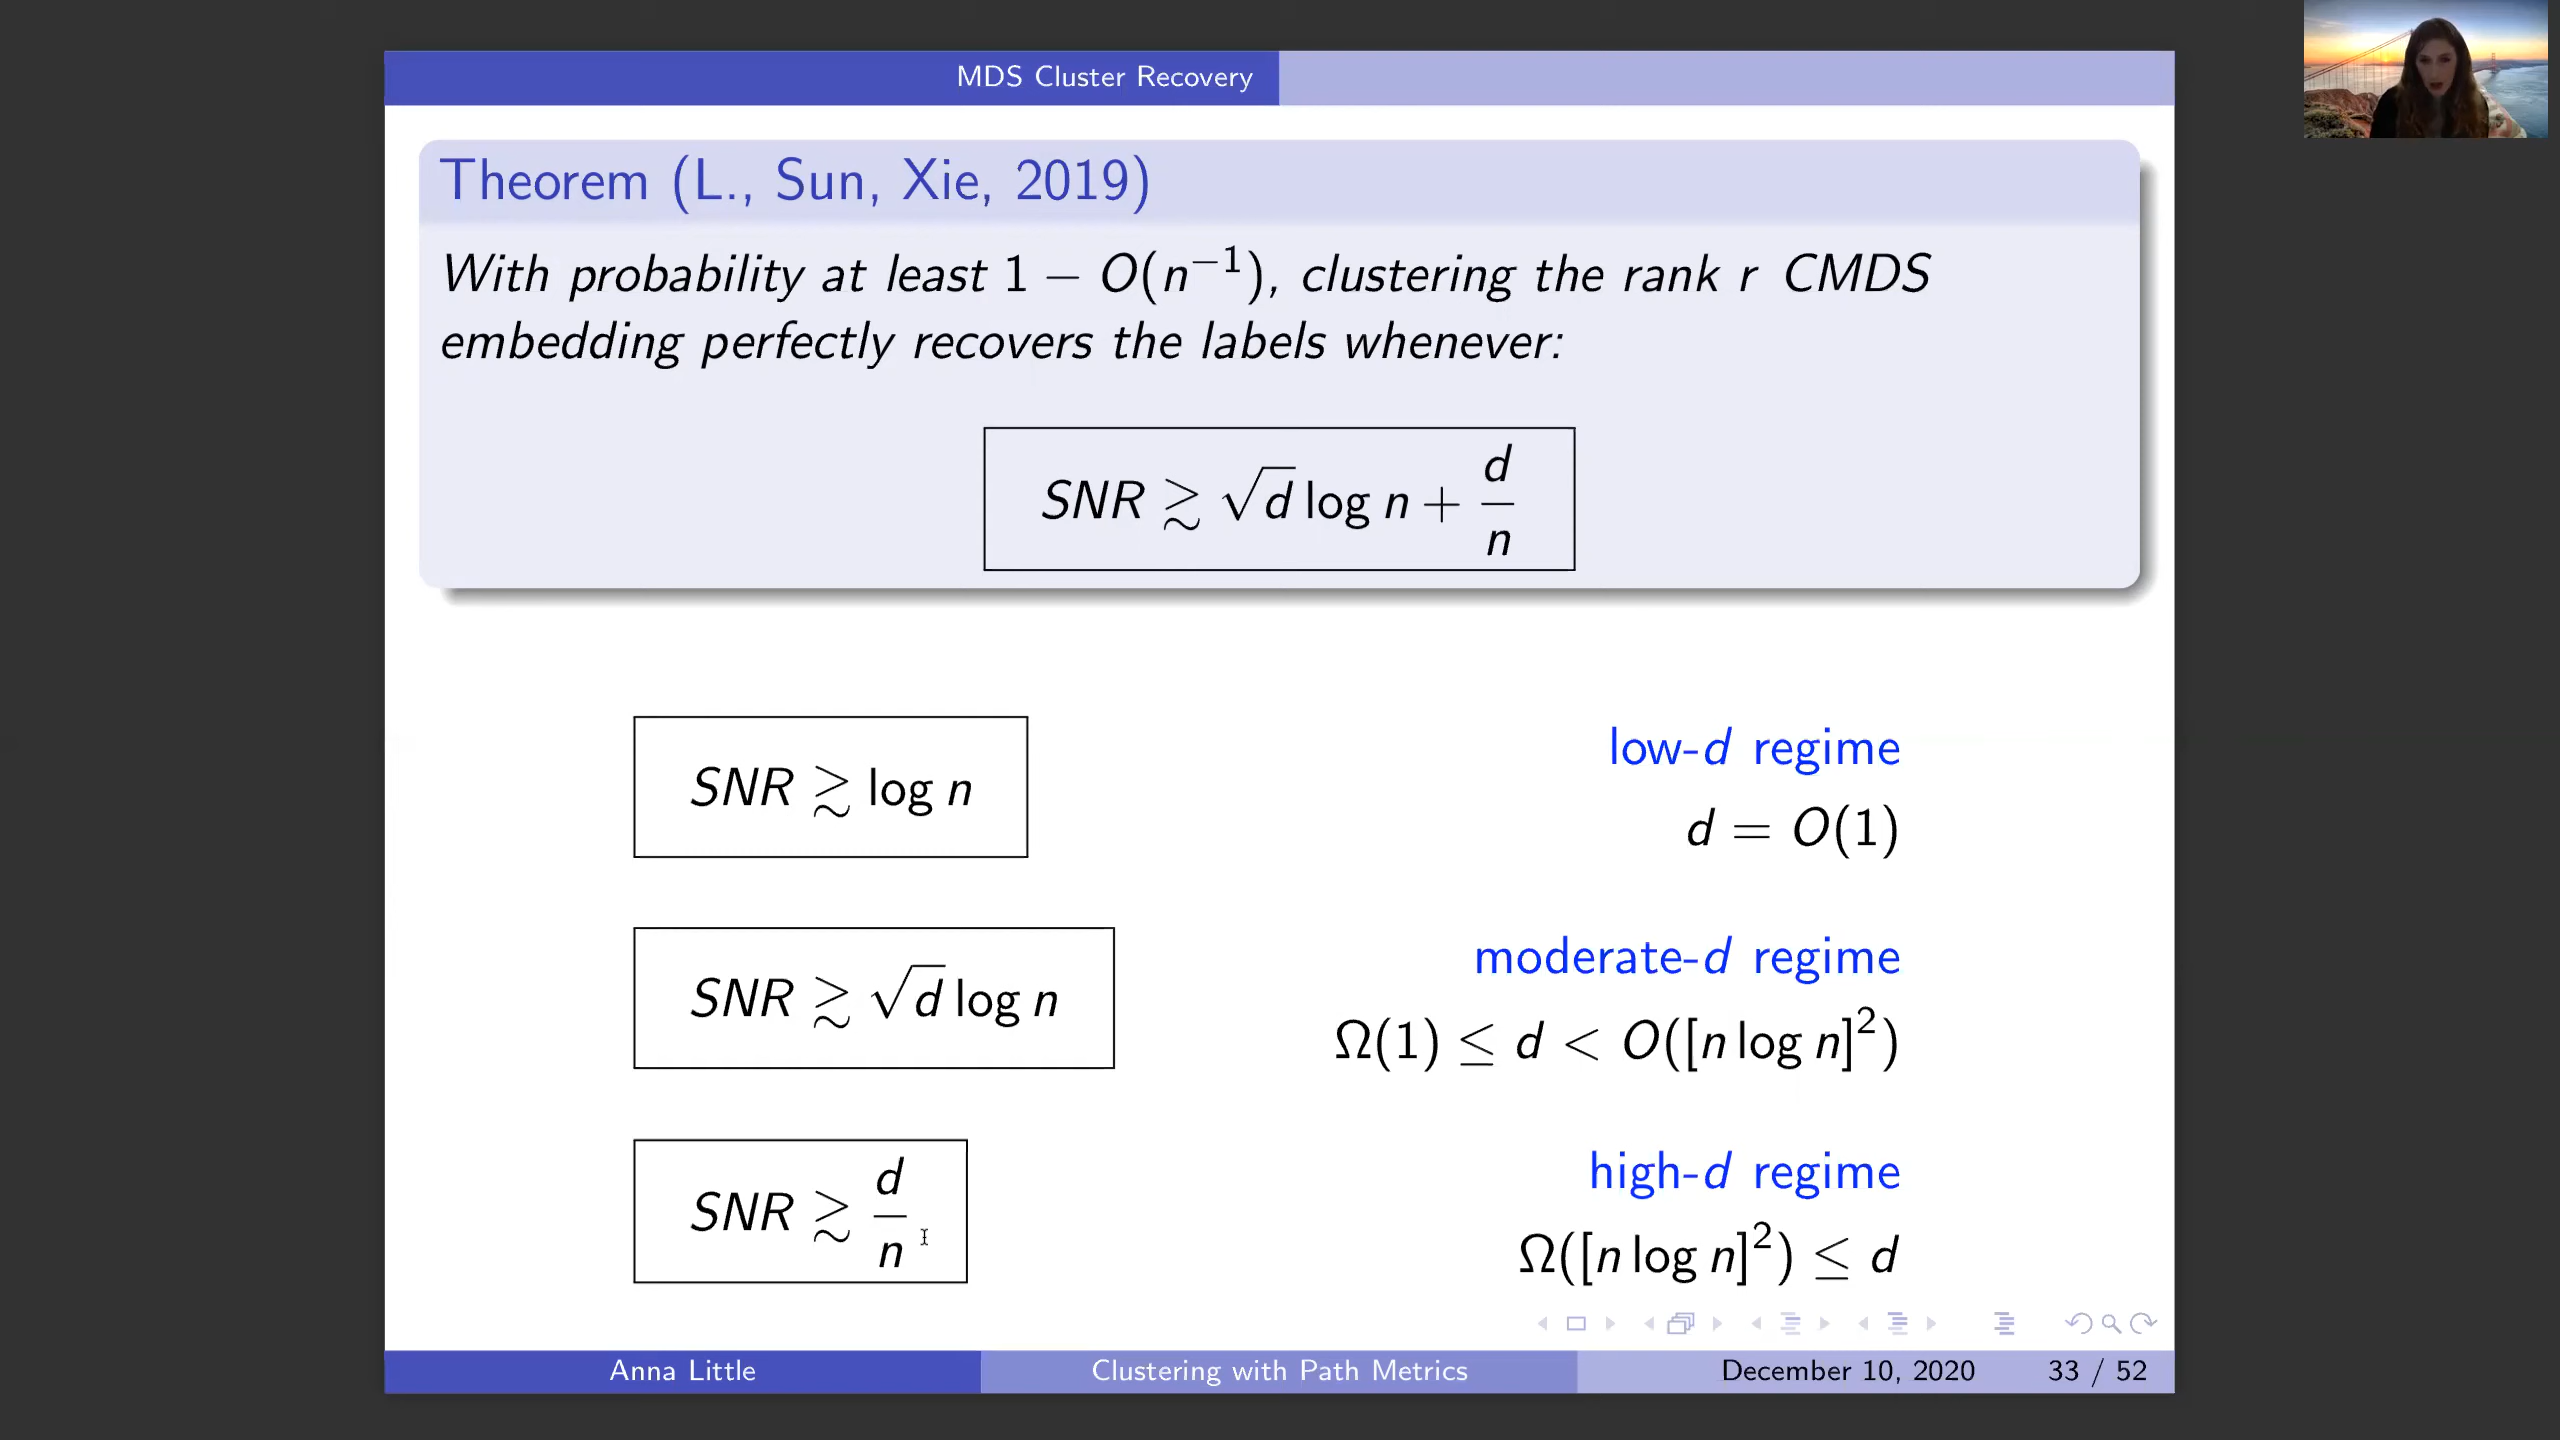 MDS Cluster Recovery
Theorem (L., Sun, Xie, 2019)
With probability at least 1 − O(n⁻¹), clustering the rank r CMDS
embedding perfectly recovers the labels whenever:
SNR ≳ √d log n + d/n
SNR ≳ log n
low-d regime
d = O(1)
SNR ≳ √d log n
moderate-d regime
Ω(1) ≤ d < O([n log n]²)
SNR ≳ d/n
high-d regime
Ω([n log n]²) ≤ d
Anna Little
Clustering with Path Metrics
December 10, 2020
33 / 52